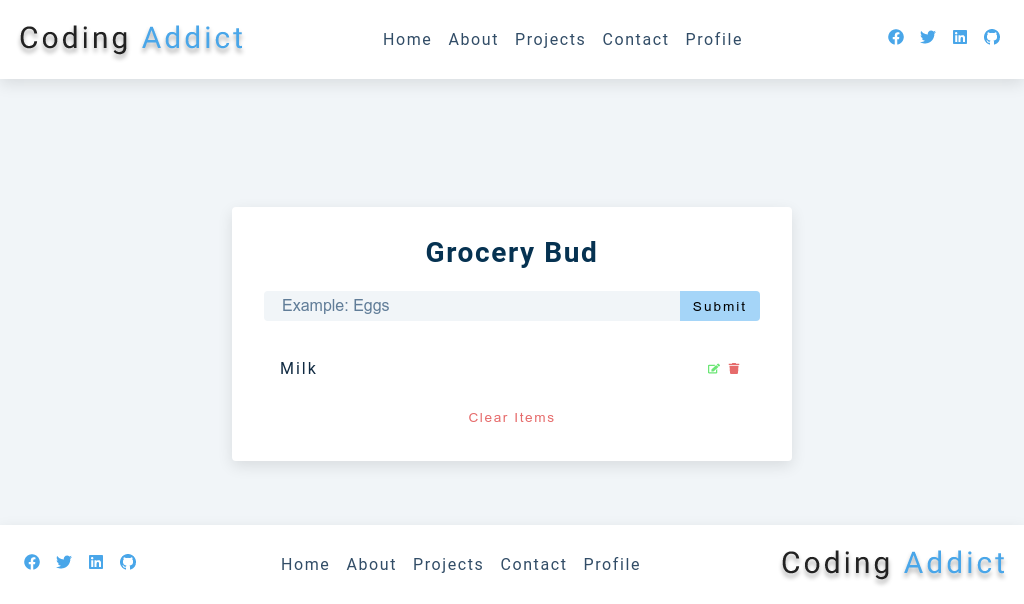 Coding Addict
Home About Projects Contact Profile
Grocery Bud
Example: Eggs
Submit
Milk
Clear Items
Home About Projects Contact Profile
Coding Addict